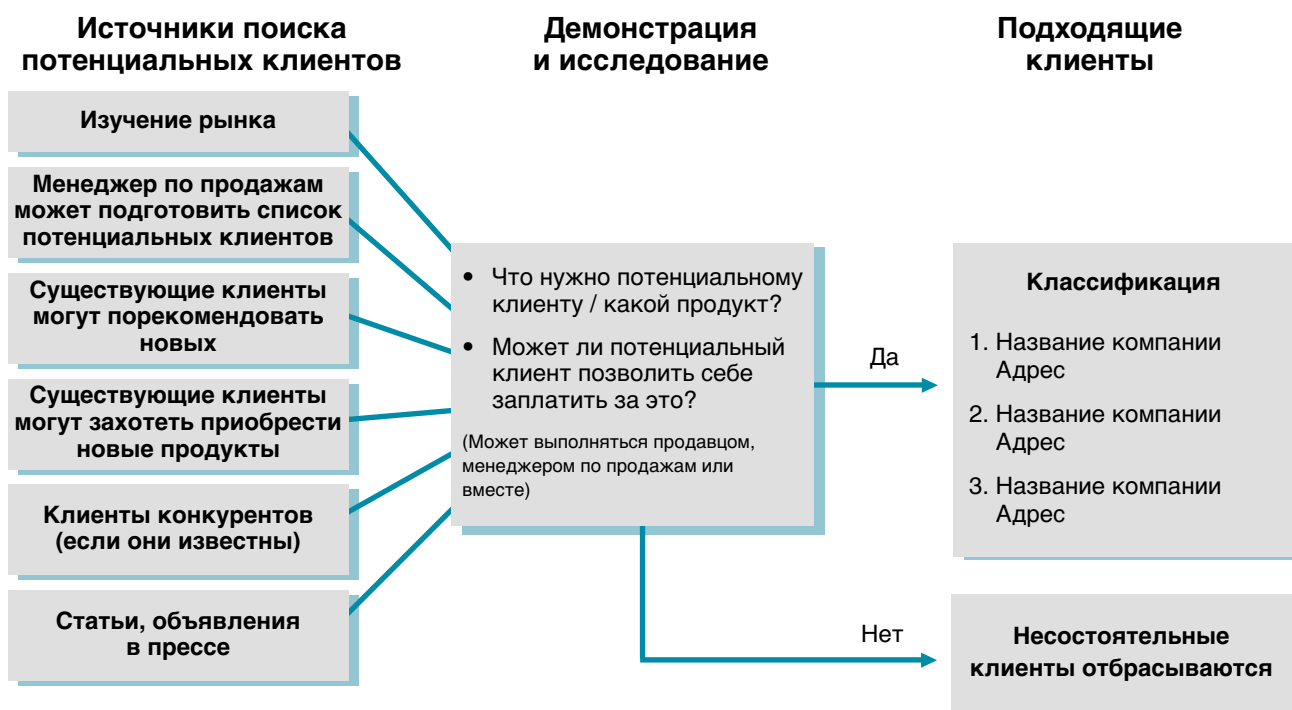 Источники поиска
потенциальных клиентов
Демонстрация
и исследование
Подходящие
клиенты
Изучение рынка
Менеджер по продажам
может подготовить список
потенциальных клиентов
Существующие клиенты
могут порекомендовать
новых
Существующие клиенты
могут захотеть приобрести
новые продукты
Клиенты конкурентов
(если они известны)
Статьи, объявления
в прессе
• Что нужно потенциальному
клиенту / какой продукт?
• Может ли потенциальный
клиент позволить себе
заплатить за это?
(Может выполняться продавцом,
менеджером по продажам или
вместе)
Да
Нет
Классификация
1. Название компании
Адрес
2. Название компании
Адрес
3. Название компании
Адрес
Несостоятельные
клиенты отбрасываются